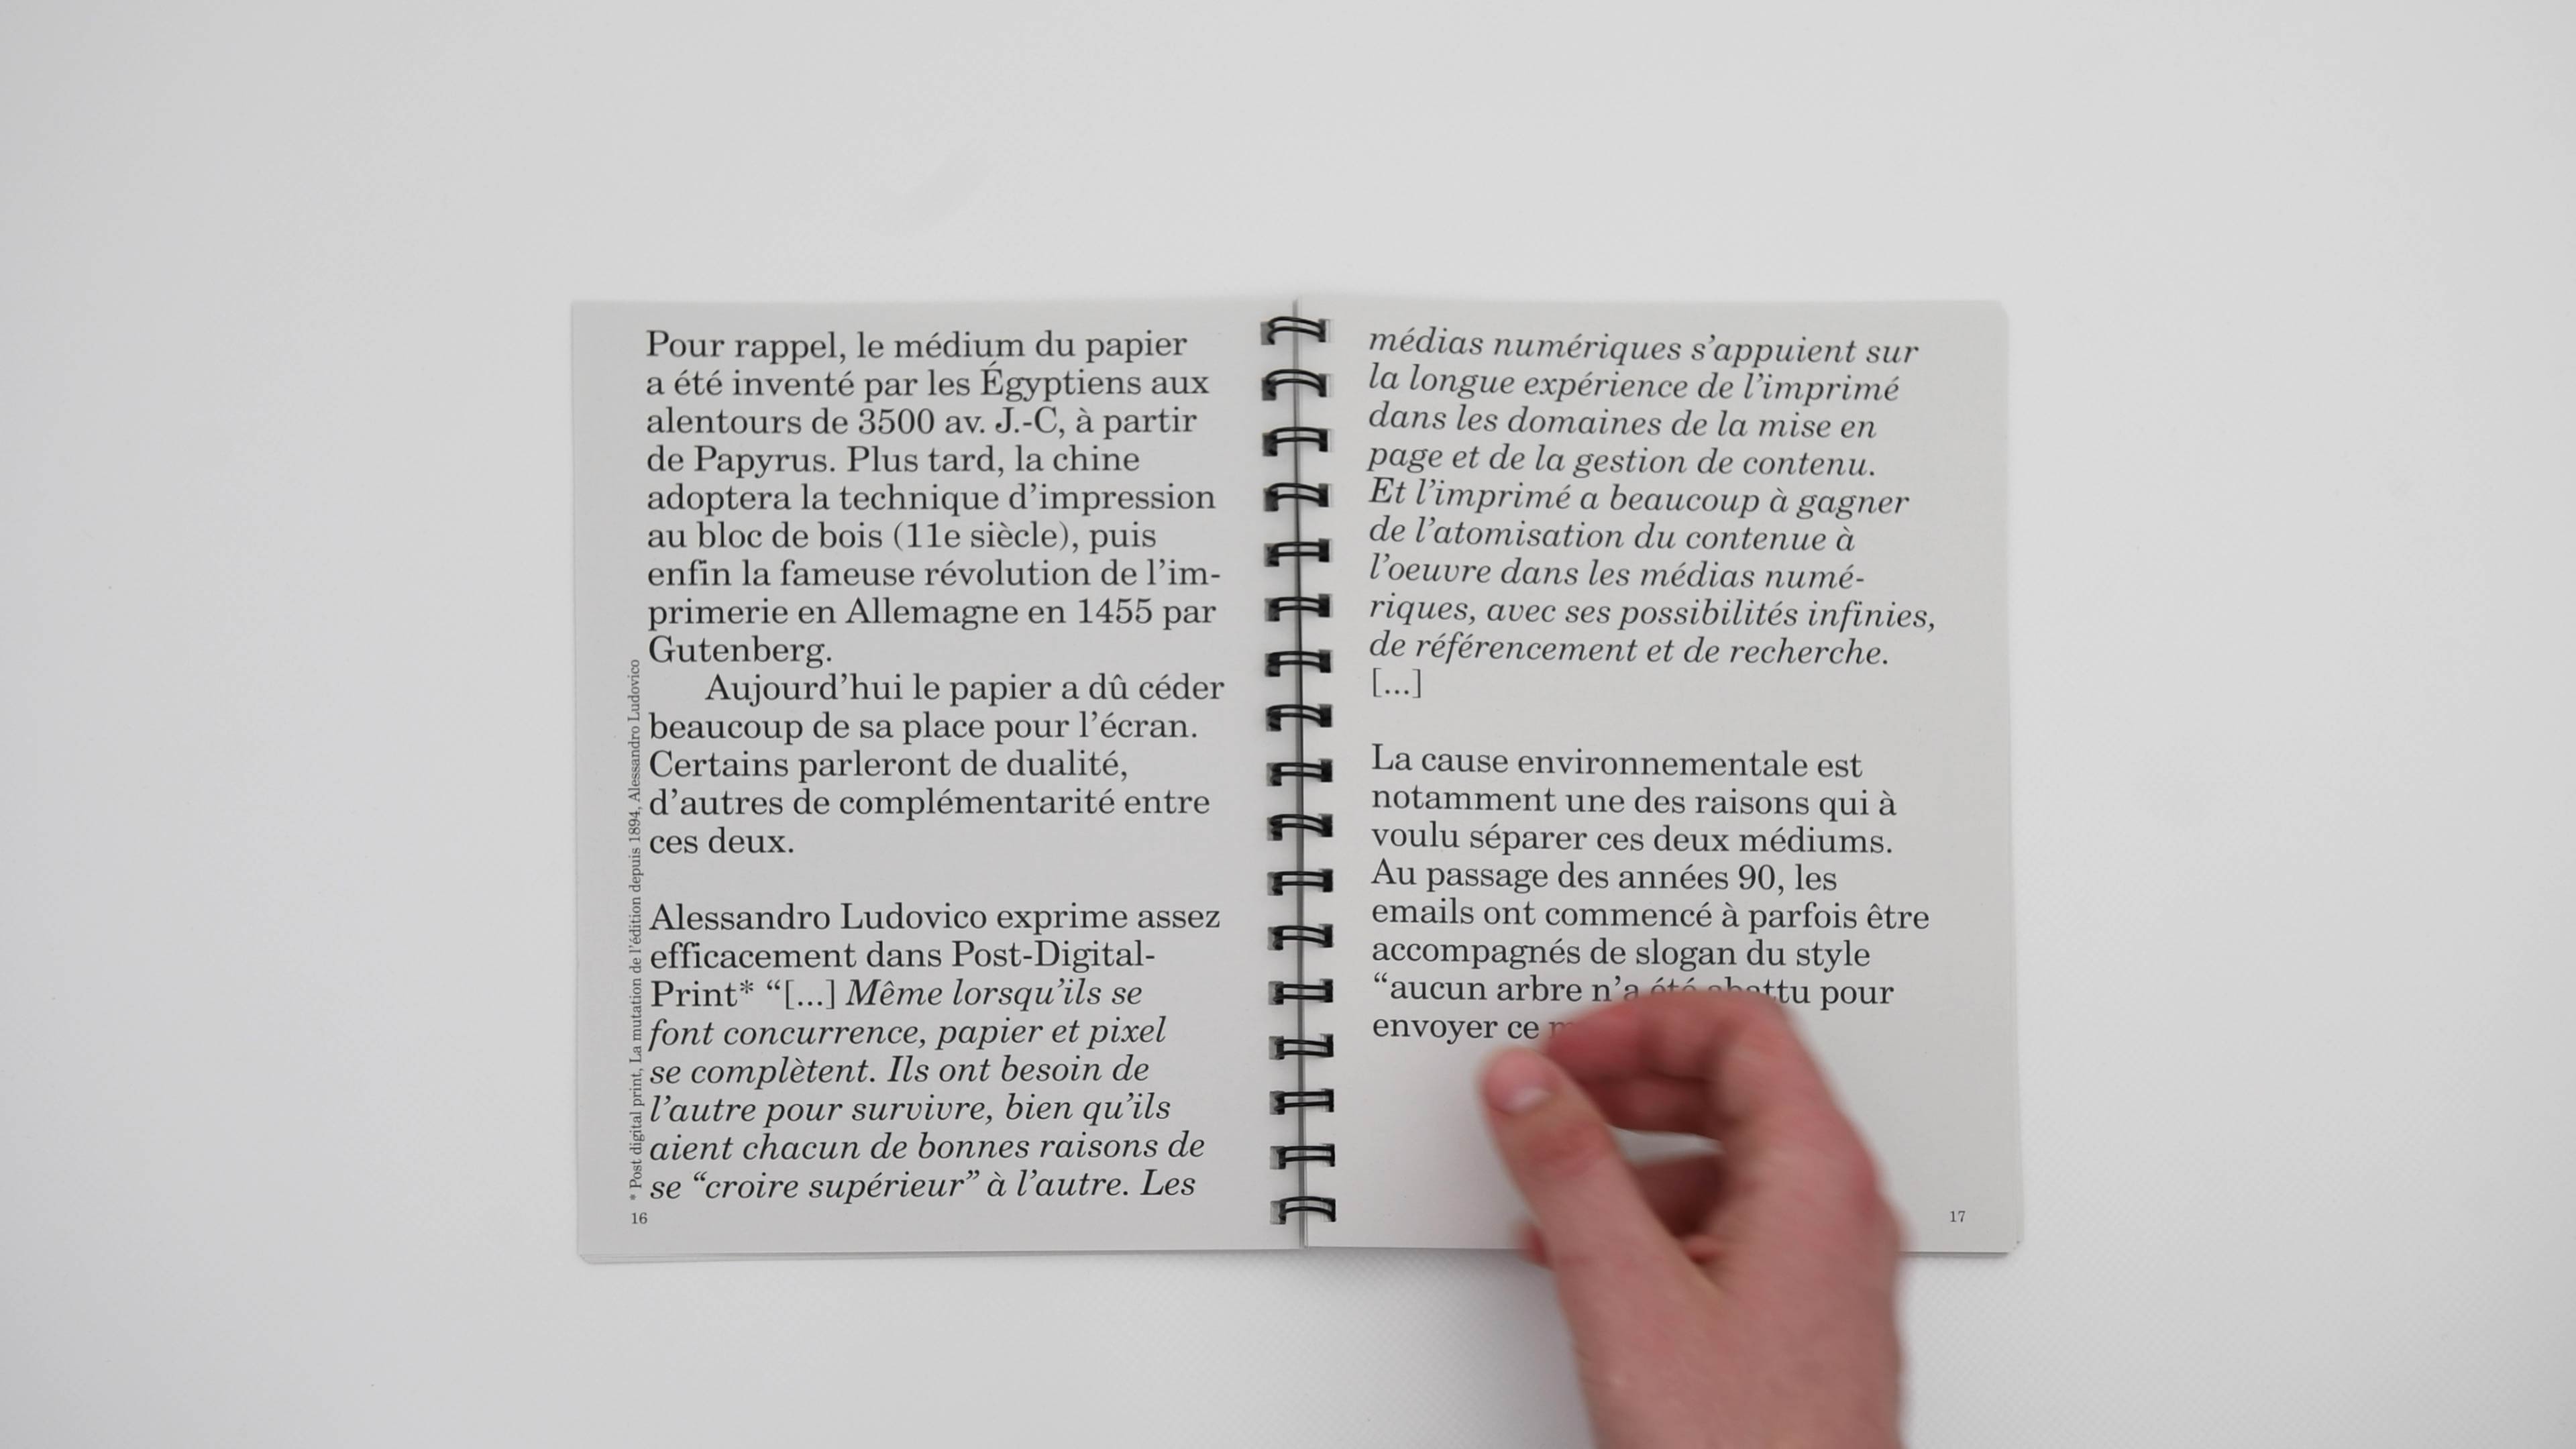 Pour rappel, le médium du papier
a été inventé par les Égyptiens aux
alentours de 3500 av. J.-C, à partir
de Papyrus. Plus tard, la chine
adoptera la technique d’impression
au bloc de bois (11e siècle), puis
enfin la fameuse révolution de l’im-
primerie en Allemagne en 1455 par
Gutenberg.
Aujourd’hui le papier a dû céder
beaucoup de sa place pour l’écran.
Certains parleront de dualité,
d’autres de complémentarité entre
ces deux.
Alessandro Ludovico exprime assez
efficacement dans Post-Digital-
Print* “[...] Même lorsqu’ils se
font concurrence, papier et pixel
se complètent. Ils ont besoin de
l’autre pour survivre, bien qu’ils
aient chacun de bonnes raisons de
se “croire supérieur” à l’autre. Les
* Post digital print, La mutation de l’édition depuis 1894, Alessandro Ludovico
16
médias numériques s’appuient sur
la longue expérience de l’imprimé
dans les domaines de la mise en
page et de la gestion de contenu.
Et l’imprimé a beaucoup à gagner
de l’atomisation du contenue à
l’oeuvre dans les médias numé-
riques, avec ses possibilités infinies,
de référencement et de recherche.
[...]
La cause environnementale est
notamment une des raisons qui à
voulu séparer ces deux médiums.
Au passage des années 90, les
emails ont commencé à parfois être
accompagnés de slogan du style
“aucun arbre n’a été abattu pour
envoyer ce
17